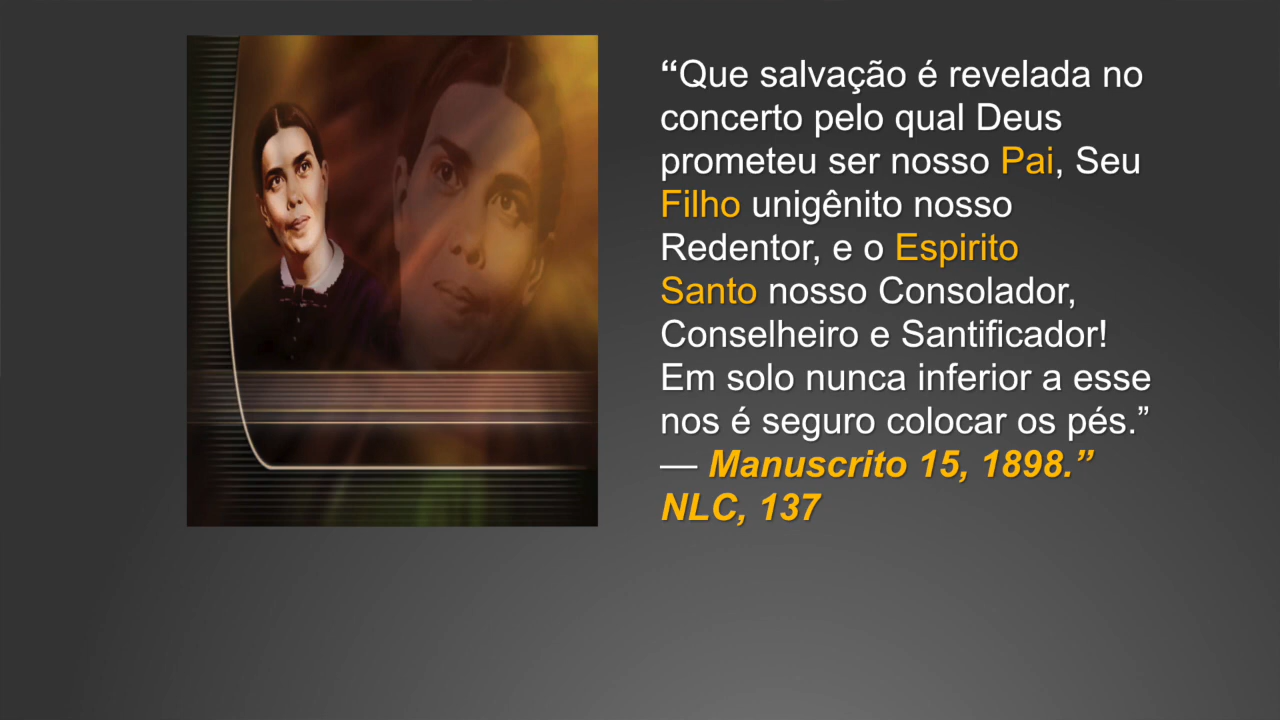 “Que salvação é revelada no
concerto pelo qual Deus
prometeu ser nosso Pai, Seu
Filho unigênito nosso
Redentor, e o Espirito
Santo nosso Consolador,
Conselheiro e Santificador!
Em solo nunca inferior a esse
nos é seguro colocar os pés.”
— Manuscrito 15, 1898.”
NLC, 137